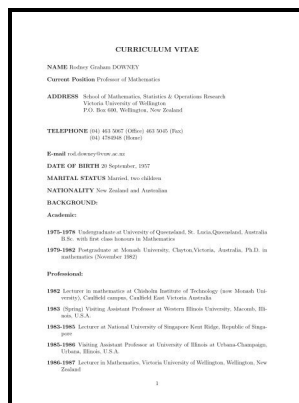 CURRICULUM VITAE
NAME Rodney Graham DOWNEY
Current Position Professor of Mathematics
ADDRESS School of Mathematics, Statistics & Operations Research
Victoria University of Wellington
P.O. Box 600, Wellington, New Zealand
TELEPHONE (04) 463 5067 (Office) 463 5045 (Fax)
(04) 4784948 (Home)
E-mail rod.downey@vuw.ac.nz
DATE OF BIRTH 20 September, 1957
MARITAL STATUS Married, two children
NATIONALITY New Zealand and Australian
BACKGROUND:
Academic:
1975-1978 Undergraduate at University of Queensland, St. Lucia,Queensland, Australia
B.Sc. with first class honours in Mathematics
1979-1982 Postgraduate at Monash University, Clayton,Victoria, Australia, Ph.D. in
mathematics (November 1982)
Professional:
1982 Lecturer in mathematics at Chisholm Institute of Technology (now Monash Uni-
versity), Caulfield campus, Caulfield East Victoria Australia
1983 (Spring) Visiting Assistant Professor at Western Illinois University, Macomb, Illi-
nois, U.S.A.
1983-1985 Lecturer at National University of Singapore Kent Ridge, Republic of Singa-
pore
1985-1986 Visiting Assistant Professor at University of Illinois at Urbana-Champaign,
Urbana, Illinois, U.S.A.
1986-1987 Lecturer in Mathematics, Victoria University of Wellington, Wellington, New
Zealand
1